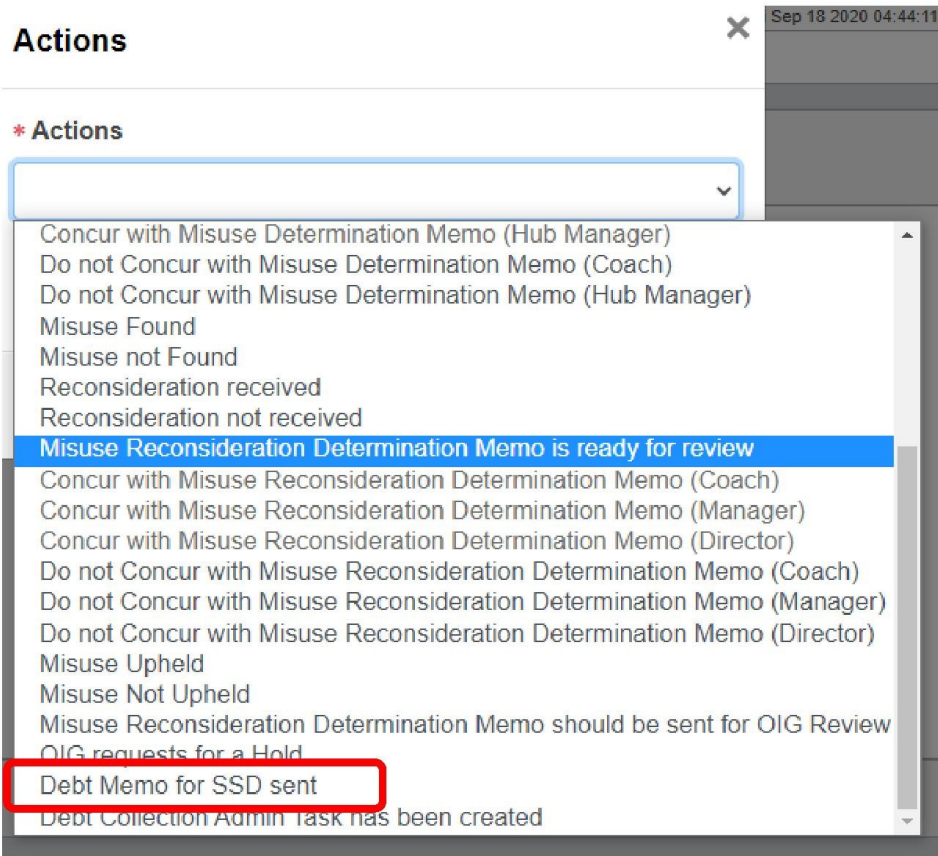 Sep 18 2020 04:44:11
Actions
* Actions
Concur with Misuse Determination Memo (Hub Manager)
Do not Concur with Misuse Determination Memo (Coach)
Do not Concur with Misuse Determination Memo (Hub Manager)
Misuse Found
Misuse not Found
Reconsideration received
Reconsideration not received
Misuse Reconsideration Determination Memo is ready for review
Concur with Misuse Reconsideration Determination Memo (Coach)
Concur with Misuse Reconsideration Determination Memo (Manager)
Concur with Misuse Reconsideration Determination Memo (Director)
Do not Concur with Misuse Reconsideration Determination Memo (Coach)
Do not Concur with Misuse Reconsideration Determination Memo (Manager)
Do not Concur with Misuse Reconsideration Determination Memo (Director)
Misuse Upheld
Misuse Not Upheld
Misuse Reconsideration Determination Memo should be sent for OIG Review
OIG requests for a Hold
Debt Memo for SSD sent
Debt Collection Admin Task has been created